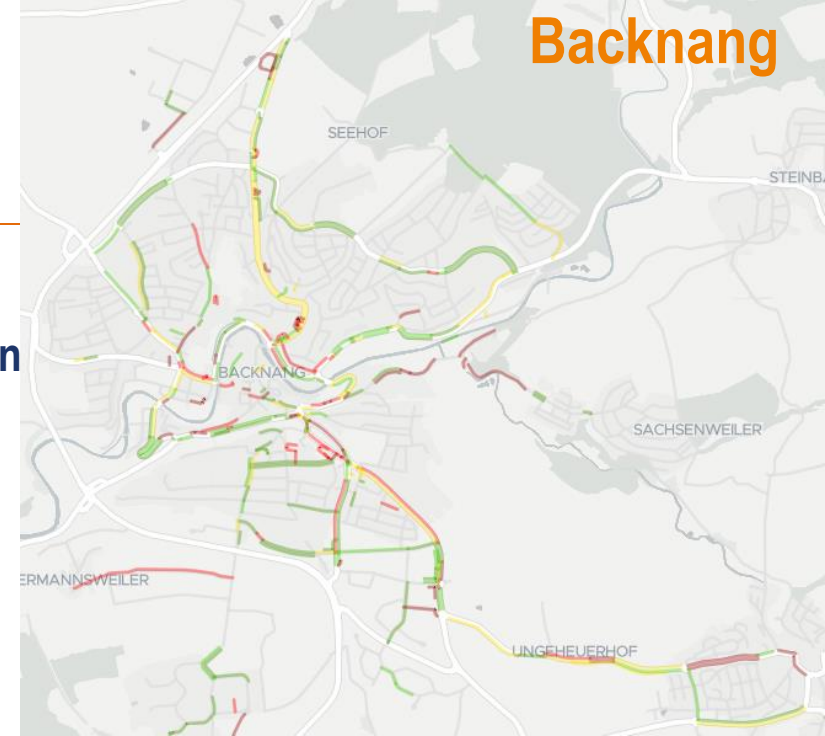 Backnang
SEEHOF
STEINBA
n
BACKNANG
SACHSENWEILER
ERMANNSWEILER
UNGEHEUERHOF